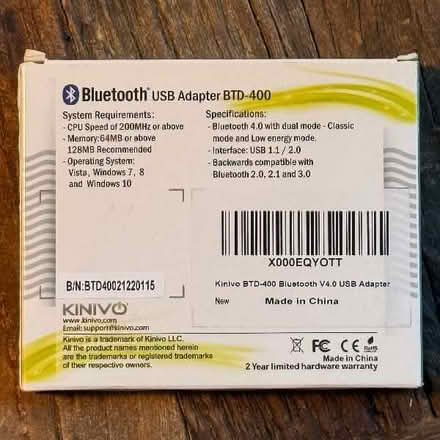 Bluetooth® USB Adapter BTD-400
System Requirements:
- CPU Speed of 200MHz or above
- Memory:64MB or above
128MB Recommended
- Operating System:
Vista, Windows 7, 8
and Windows 10
Specifications:
- Bluetooth 4.0 with dual mode - Classic
mode and Low energy mode.
- Interface: USB 1.1 / 2.0
- Backwards compatible with
Bluetooth 2.0, 2.1 and 3.0
B/N:BTD40021220115
X000EQYOTT
Kinivo BTD-400 Bluetooth V4.0 USB Adapter
New Made in China
KINIVO
www.kinivo.com
Email: support@kinivo.com
Kinivo is a trademark of Kinivo LLC.
All the product names mentioned herein
are the trademarks or registered trademarks
of their respective owners.
FC CE
Made in China
2 Year limited hardware warranty